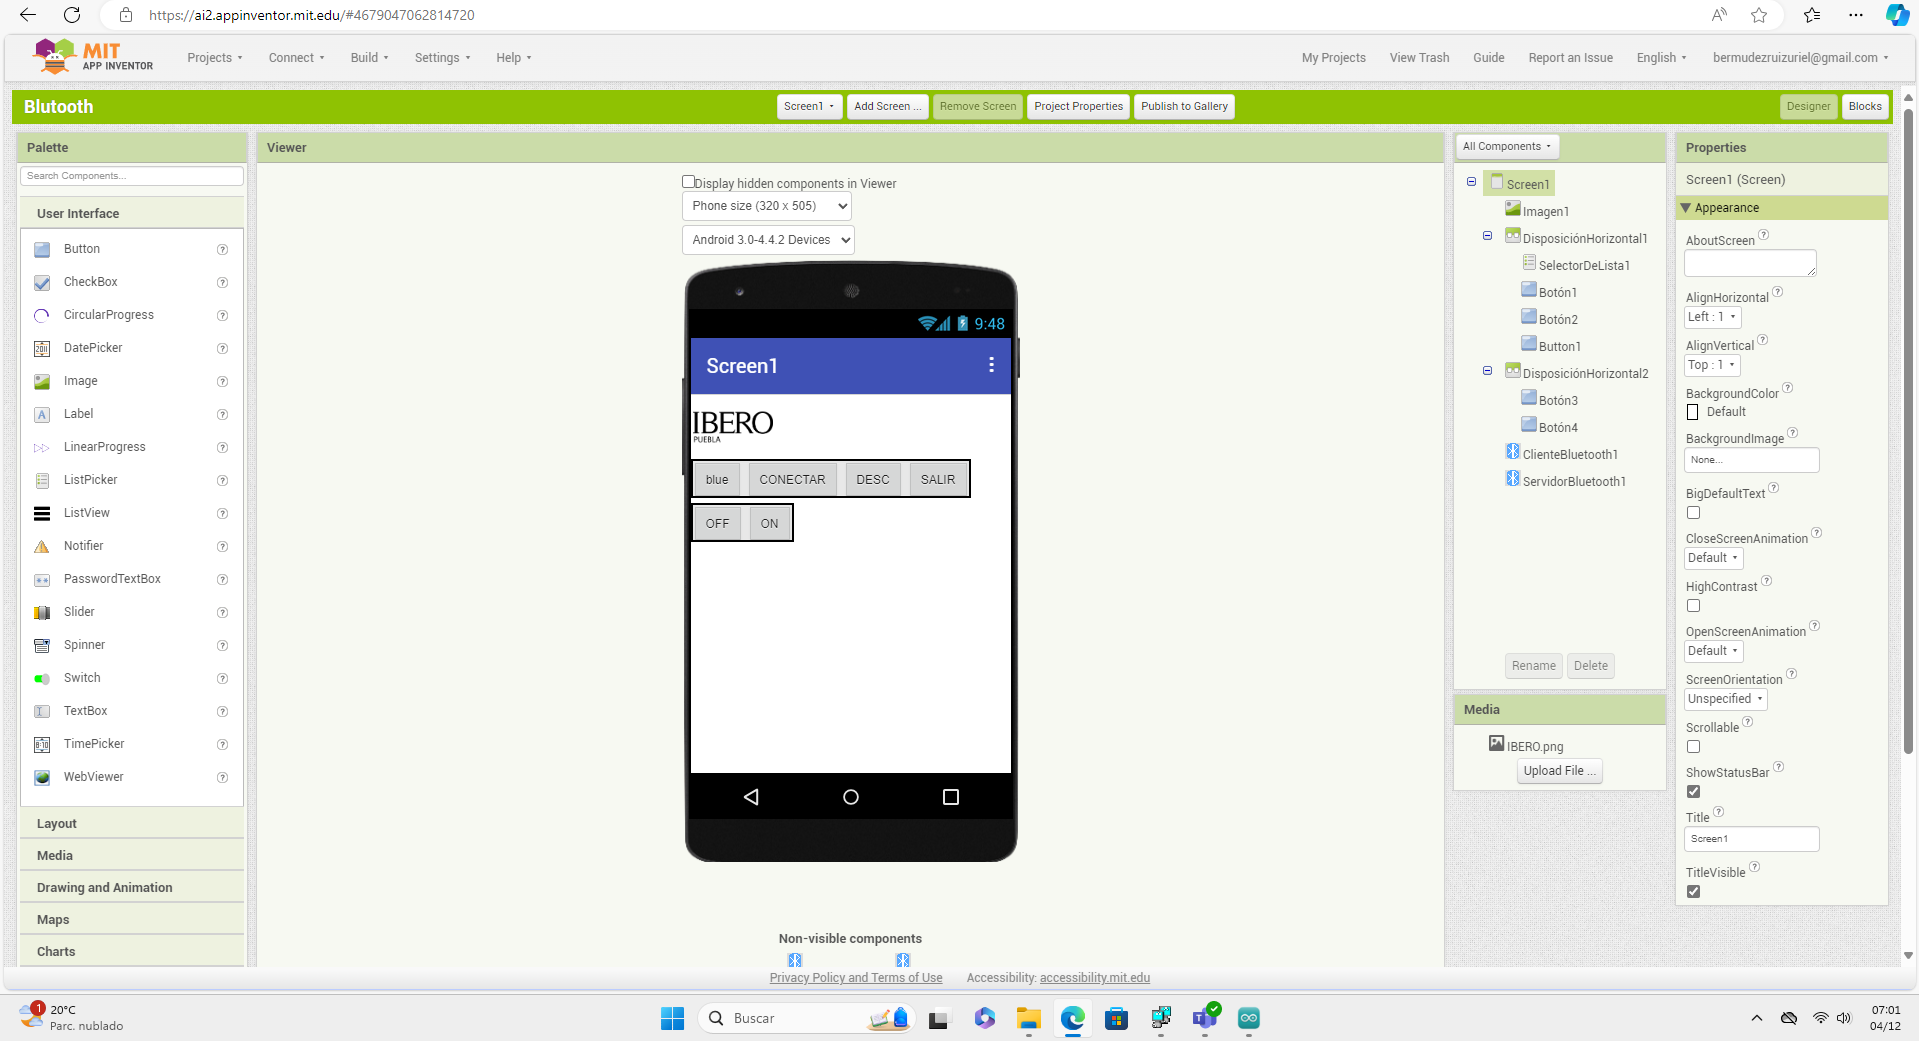 https://ai2.appinventor.mit.edu/#4679047062814720
MIT
APP INVENTOR
Projects
Connect
Build
Settings
Help
My Projects
View Trash
Guide
Report an Issue
English
bermudezruizuriel@gmail.com
Blutooth
Screen1
Add Screen ...
Remove Screen
Project Properties
Publish to Gallery
Designer
Blocks
Palette
Search Components...
User Interface
Button
CheckBox
CircularProgress
DatePicker
Image
Label
LinearProgress
ListPicker
ListView
Notifier
PasswordTextBox
Slider
Spinner
Switch
TextBox
TimePicker
WebViewer
Layout
Media
Drawing and Animation
Maps
Charts
Viewer
Display hidden components in Viewer
Phone size (320 x 505)
Android 3.0-4.4.2 Devices
9:48
Screen1
IBERO
PUEBLA
blue CONECTAR DESC SALIR
OFF ON
Non-visible components
Privacy Policy and Terms of Use
Accessibility: accessibility.mit.edu
All Components
Screen1
Imagen1
DisposiciónHorizontal1
SelectorDeLista1
Botón1
Botón2
Button1
DisposiciónHorizontal2
Botón3
Botón4
ClienteBluetooth1
ServidorBluetooth1
Rename
Delete
Media
IBERO.png
Upload File ...
Properties
Screen1 (Screen)
Appearance
AboutScreen
AlignHorizontal
Left : 1
AlignVertical
Top : 1
BackgroundColor
Default
BackgroundImage
None...
BigDefaultText
CloseScreenAnimation
Default
HighContrast
OpenScreenAnimation
Default
ScreenOrientation
Unspecified
Scrollable
ShowStatusBar
Title
Screen1
TitleVisible
1
20°C
Parc. nublado
Buscar
07:01
04/12